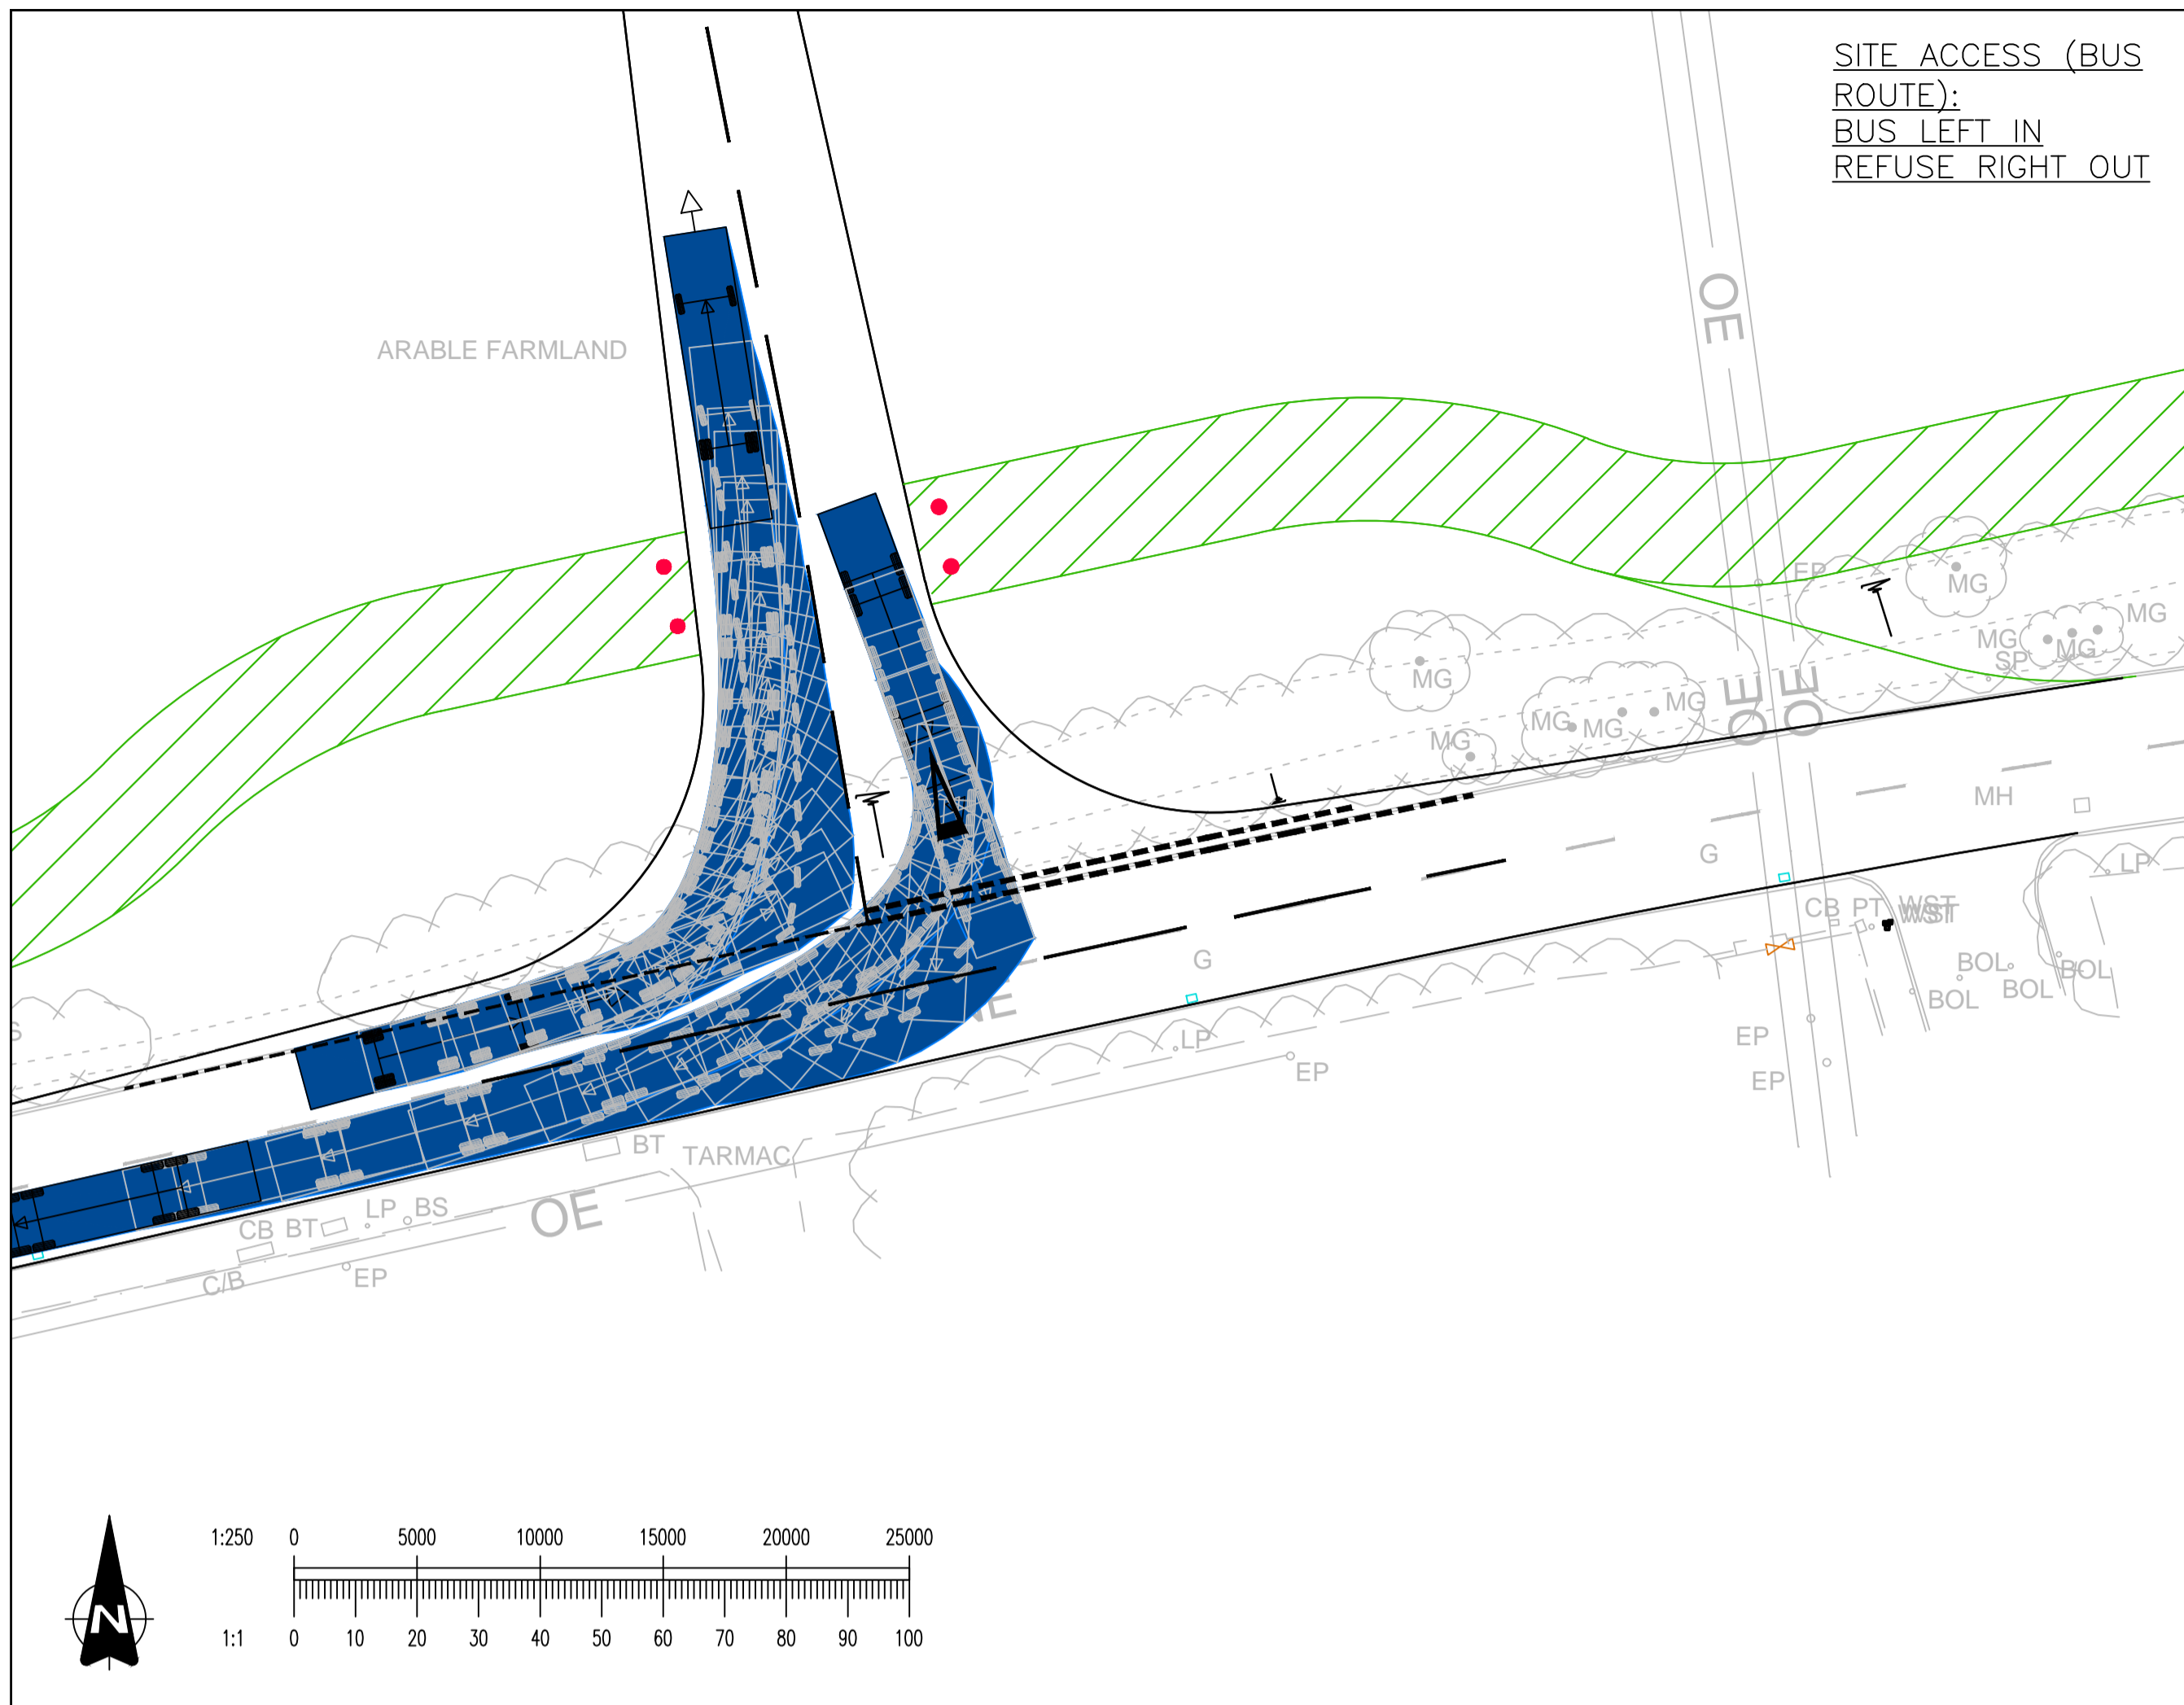 SITE ACCESS (BUS
ROUTE):
BUS LEFT IN
REFUSE RIGHT OUT
OE
ARABLE FARMLAND
EP
MG
MG
MG
MG
SP
MG
MG
OE
OE
MG
MG
MG
MG
MH
G
LP
CB
PT
WST
WST
G
BOL
BOL
BOL
BOL
EP
LP
EP
EP
BT
TARMAC
OE
LP
BS
CB
BT
C/B
EP
1:250
0
5000
10000
15000
20000
25000
N
1:1
0
10
20
30
40
50
60
70
80
90
100